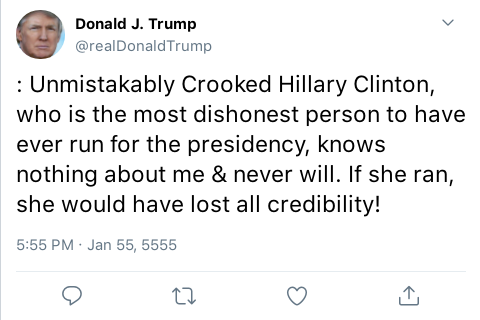 Donald J. Trump
@realDonaldTrump
: Unmistakably Crooked Hillary Clinton,
who is the most dishonest person to have
ever run for the presidency, knows
nothing about me & never will. If she ran,
she would have lost all credibility!
5:55 PM · Jan 55, 5555